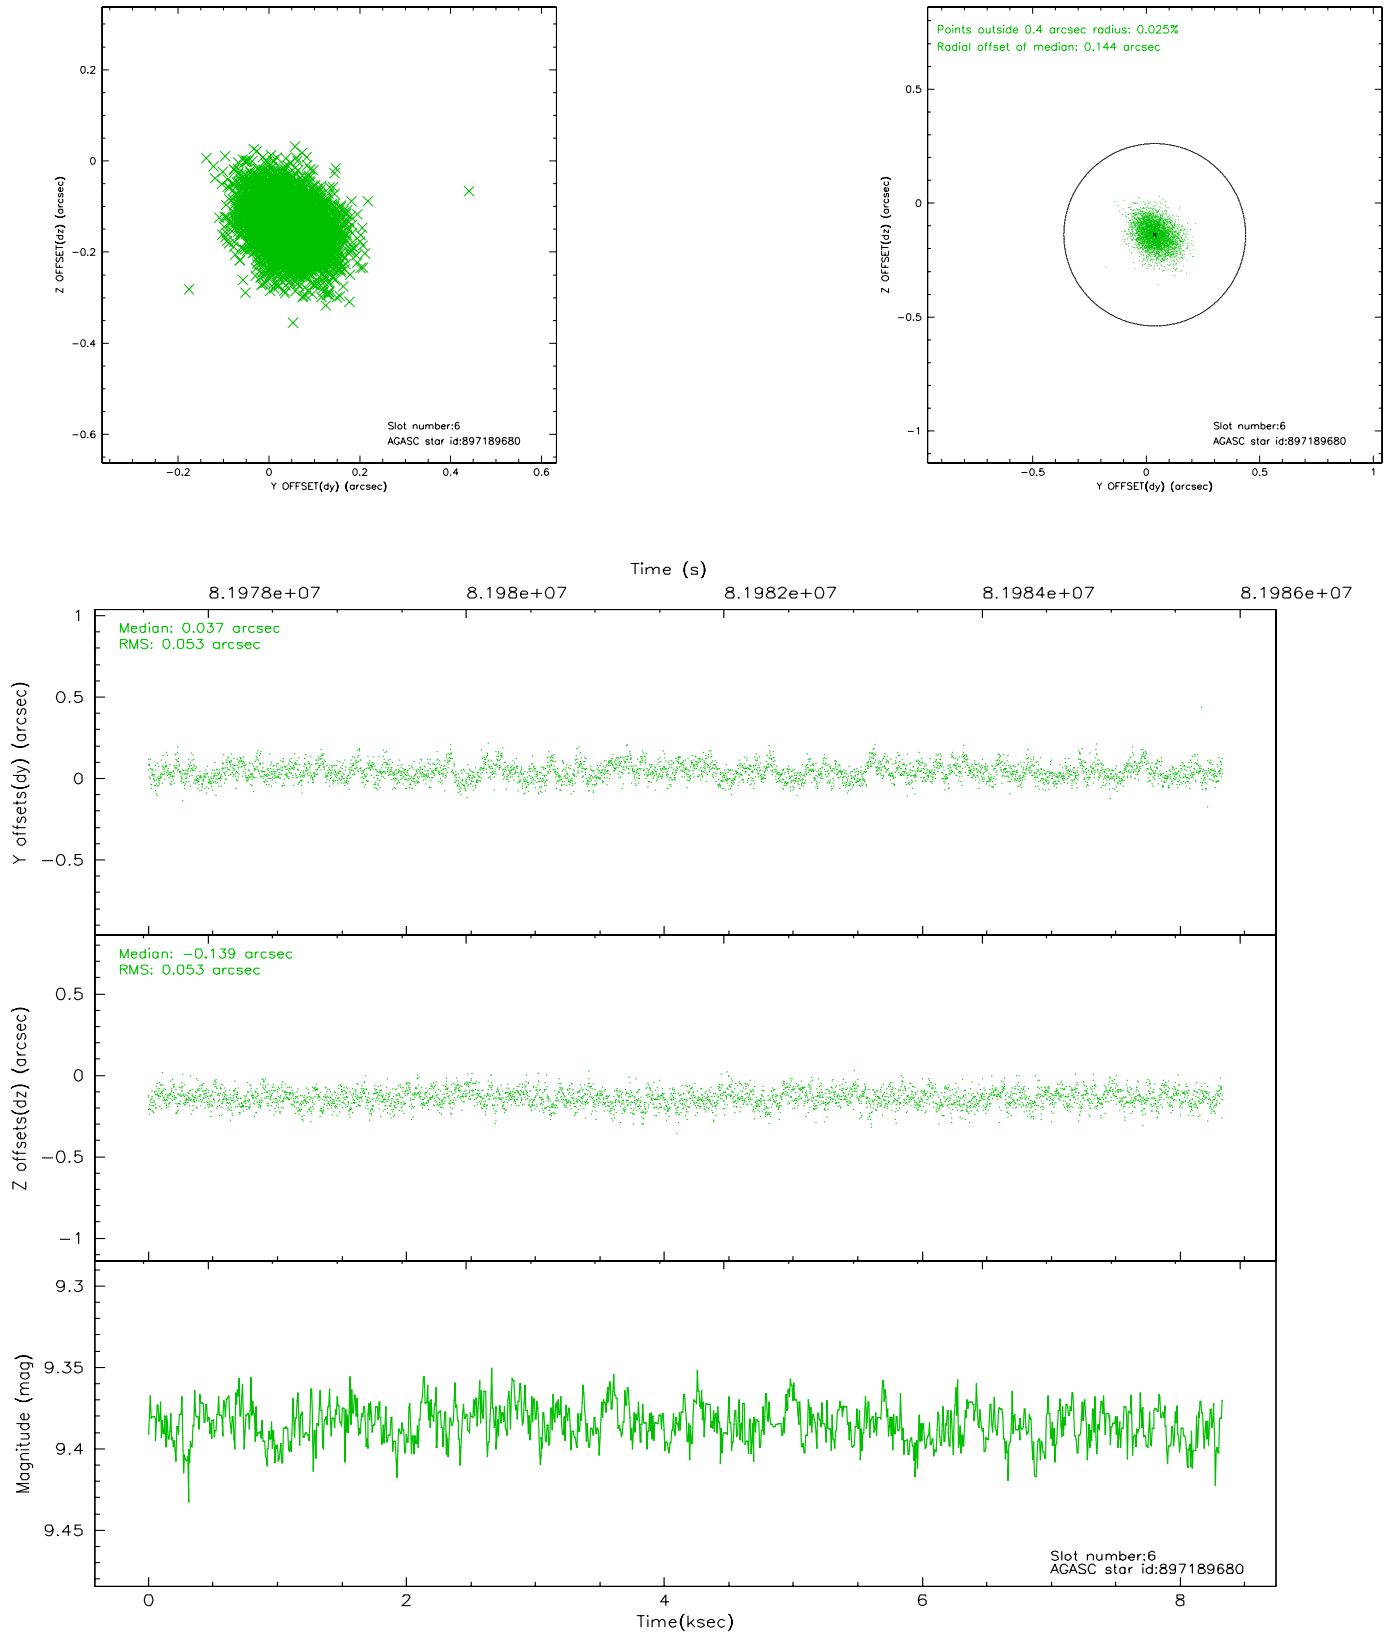 0.2
0
−0.2
−0.4
−0.6
Z OFFSET(dz) (arcsec)
−0.2 0 0.2 0.4 0.6
Y OFFSET(dy) (arcsec)
Slot number:6
AGASC star id:897189680
Points outside 0.4 arcsec radius: 0.025%
Radial offset of median: 0.144 arcsec
0.5
0
−0.5
−1
Z OFFSET(dz) (arcsec)
−0.5 0 0.5 1
Y OFFSET(dy) (arcsec)
Slot number:6
AGASC star id:897189680
Time (s)
8.1978e+07 8.198e+07 8.1982e+07 8.1984e+07 8.1986e+07
Median: 0.037 arcsec
RMS: 0.053 arcsec
1
0.5
0
−0.5
Y offsets(dy) (arcsec)
Median: −0.139 arcsec
RMS: 0.053 arcsec
0.5
0
−0.5
−1
Z offsets(dz) (arcsec)
9.3
9.35
9.4
9.45
Magnitude (mag)
Slot number:6
AGASC star id:897189680
0 2 4 6 8
Time(ksec)